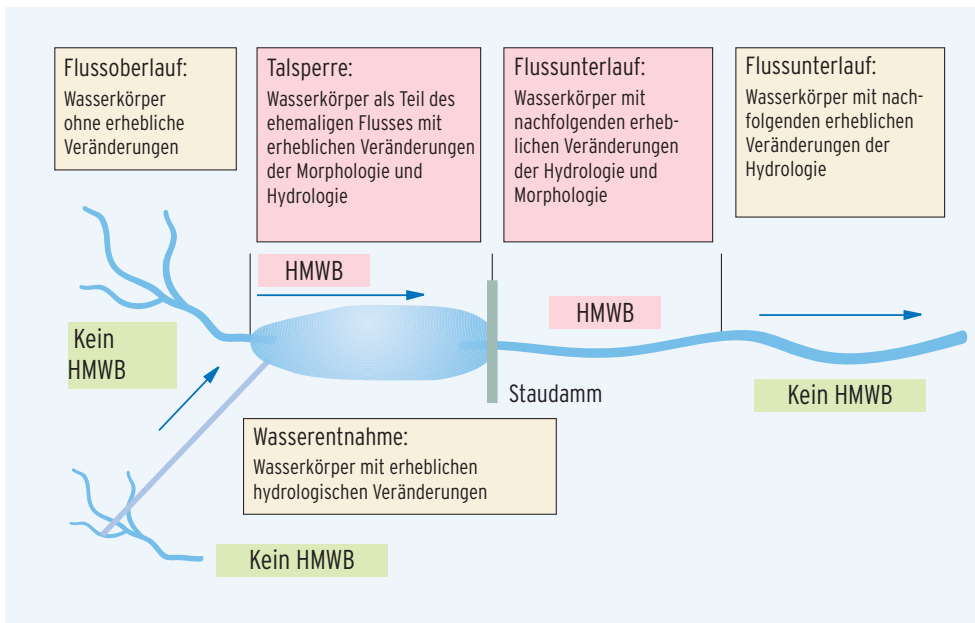 Flussoberlauf:
Wasserkörper
ohne erhebliche
Veränderungen
Talsperre:
Wasserkörper als Teil des
ehemaligen Flusses mit
erheblichen Veränderungen
der Morphologie und
Hydrologie
Flussunterlauf:
Wasserkörper mit
nachfolgenden erheb-
lichen Veränderungen
der Hydrologie und
Morphologie
Flussunterlauf:
Wasserkörper mit nach-
folgenden erheblichen
Veränderungen der
Hydrologie
HMWB
HMWB
Kein
HMWB
Staudamm
Kein HMWB
Wasserentnahme:
Wasserkörper mit erheblichen
hydrologischen Veränderungen
Kein HMWB